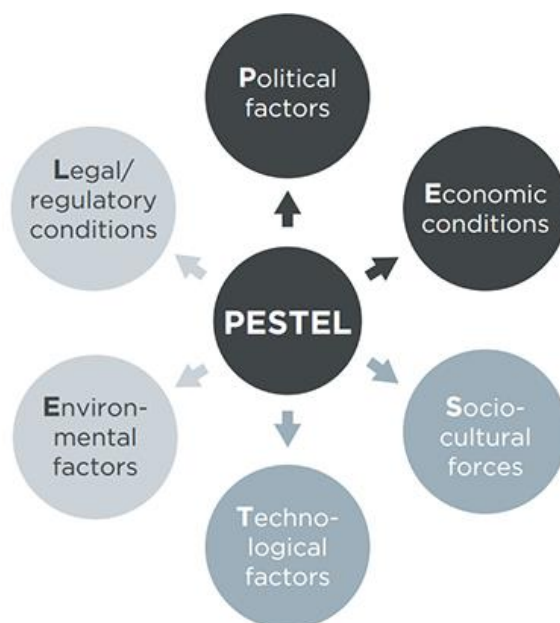 Political
factors
Legal/
regulatory
conditions
Economic
conditions
PESTEL
Environ-
mental
factors
Socio-
cultural
forces
Techno-
logical
factors